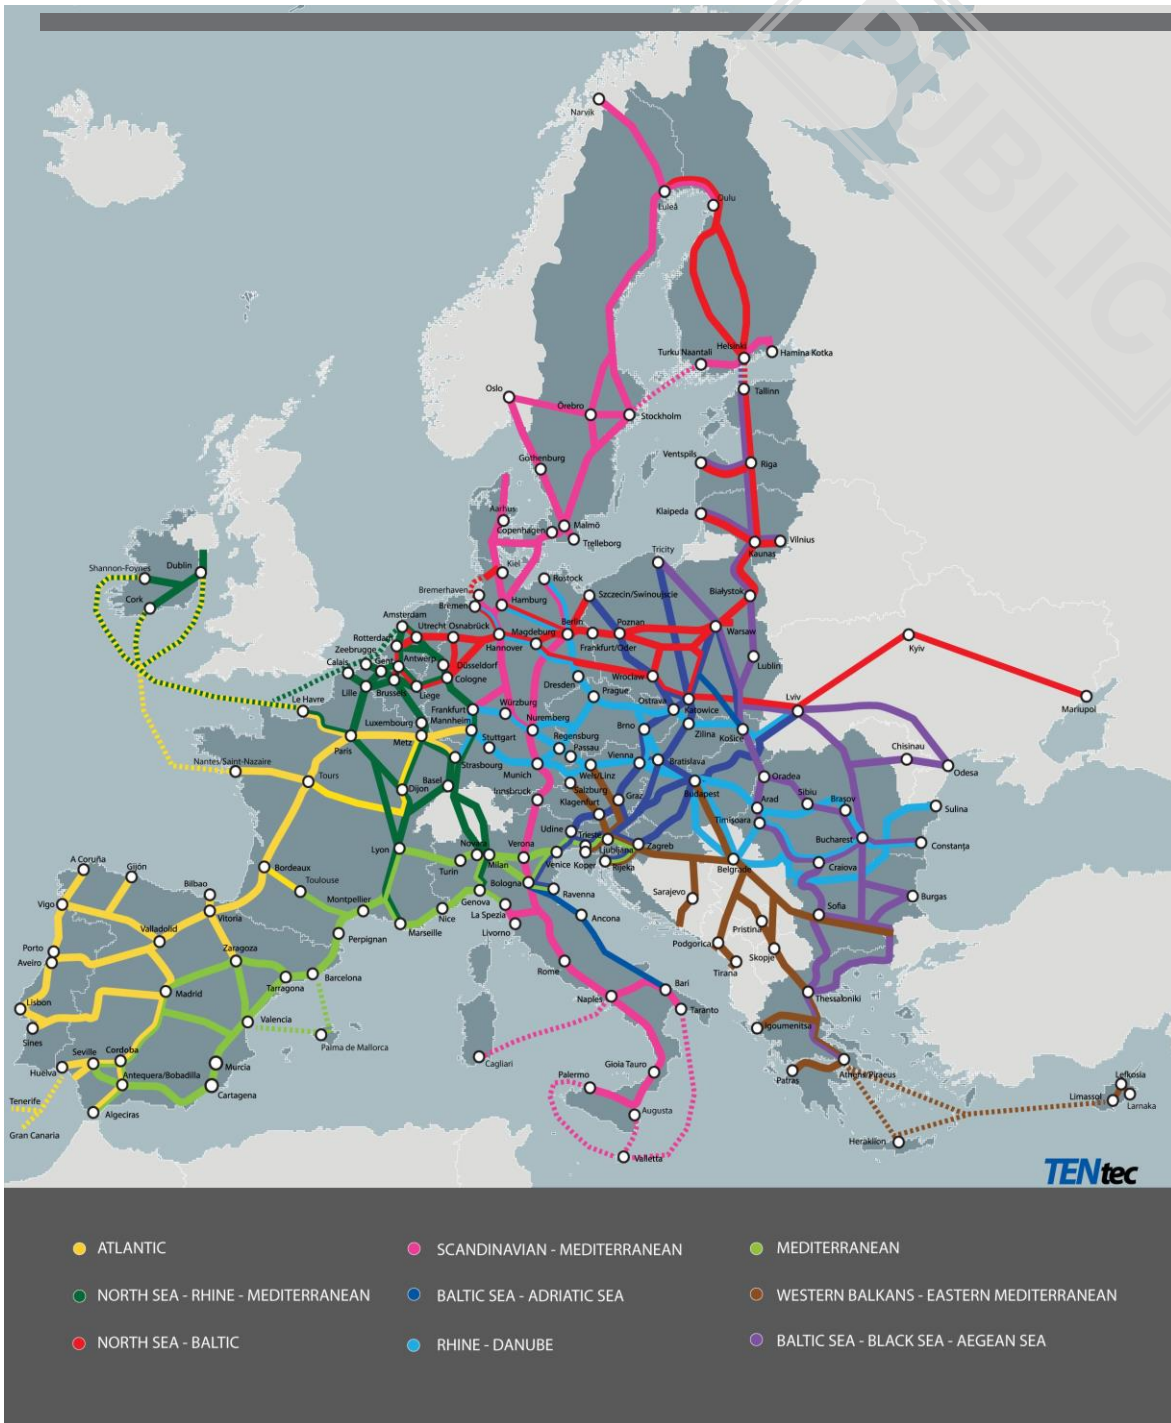 PUBLIC
Narvik
Luleå
Oulu
Helsinki
Turku Naantali
Hamina Kotka
Tallinn
Oslo
Örebro
Stockholm
Gothenburg
Ventspils
Riga
Aarhus
Klaipeda
Copenhagen
Malmö
Trelleborg
Kaunas
Vilnius
Tricity
Shannon-Foynes
Dublin
Kiel
Rostock
Cork
Bremerhaven
Bremen
Hamburg
Szczecin/Swinoujscie
Białystok
Amsterdam
Utrecht
Osnabrück
Magdeburg
Berlin
Poznan
Warsaw
Rotterdam
Hannover
Frankfurt/Oder
Kyiv
Zeebrugge
Calais
Gent
Antwerp
Düsseldorf
Cologne
Lublin
Lille
Brussels
Liege
Dresden
Wroclaw
Prague
Ostrava
Katowice
Lviv
Mariupol
Le Havre
Luxembourg
Frankfurt
Mannheim
Würzburg
Nuremberg
Brno
Zilina
Košice
Paris
Metz
Stuttgart
Regensburg
Passau
Vienna
Bratislava
Chisinau
Odesa
Nantes/Saint-Nazaire
Strasbourg
Munich
Wels/Linz
Salzburg
Tours
Dijon
Basel
Innsbruck
Klagenfurt
Graz
Budapest
Oradea
Arad
Sibiu
Brașov
Sulina
Udine
Trieste
Timișoara
Bucharest
Constanța
Lyon
Novara
Turin
Milan
Verona
Venice
Koper
Ljubljana
Rijeka
Zagreb
Belgrade
Craiova
A Coruña
Gijón
Bordeaux
Toulouse
Bologna
Ravenna
Bilbao
Vigo
Vitoria
Montpellier
Marseille
Nice
Genova
La Spezia
Livorno
Ancona
Sarajevo
Sofia
Burgas
Porto
Aveiro
Valladolid
Zaragoza
Perpignan
Barcelona
Tarragona
Pristina
Podgorica
Skopje
Tirana
Rome
Bari
Lisbon
Madrid
Naples
Taranto
Thessaloniki
Sines
Valencia
Palma de Mallorca
Igoumenitsa
Seville
Cordoba
Huelva
Antequera/Bobadilla
Murcia
Cartagena
Cagliari
Gioia Tauro
Patras
Athens/Piraeus
Tenerife
Algeciras
Palermo
Lefkosia
Limassol
Larnaka
Gran Canaria
Augusta
Heraklion
Valletta
TENtec
ATLANTIC
SCANDINAVIAN - MEDITERRANEAN
MEDITERRANEAN
NORTH SEA - RHINE - MEDITERRANEAN
BALTIC SEA - ADRIATIC SEA
WESTERN BALKANS - EASTERN MEDITERRANEAN
NORTH SEA - BALTIC
RHINE - DANUBE
BALTIC SEA - BLACK SEA - AEGEAN SEA